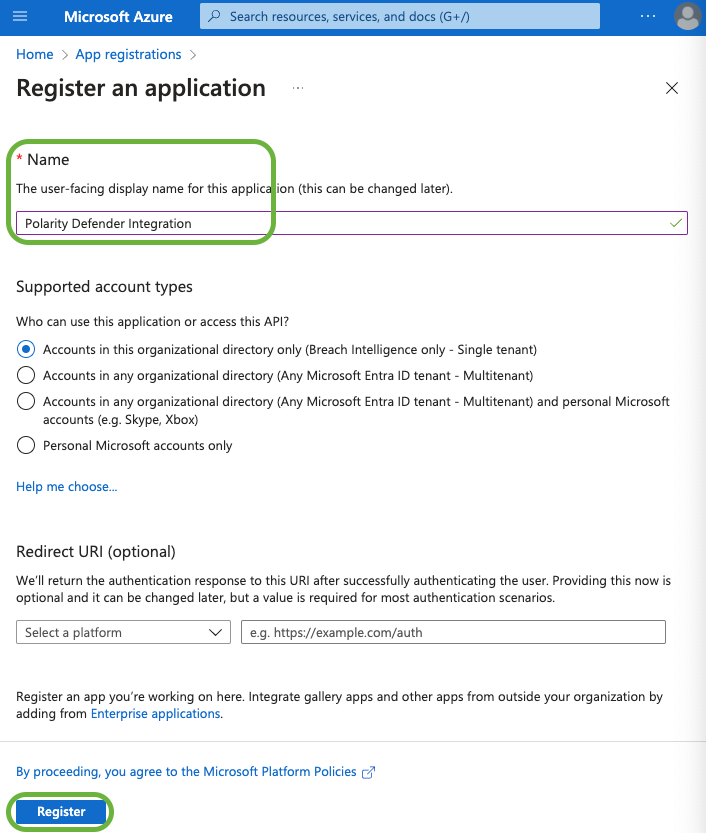 Microsoft Azure
Search resources, services, and docs (G+/)
Home > App registrations >
Register an application
* Name
The user-facing display name for this application (this can be changed later).
Polarity Defender Integration
Supported account types
Who can use this application or access this API?
Accounts in this organizational directory only (Breach Intelligence only - Single tenant)
Accounts in any organizational directory (Any Microsoft Entra ID tenant - Multitenant)
Accounts in any organizational directory (Any Microsoft Entra ID tenant - Multitenant) and personal Microsoft
accounts (e.g. Skype, Xbox)
Personal Microsoft accounts only
Help me choose...
Redirect URI (optional)
We'll return the authentication response to this URI after successfully authenticating the user. Providing this now is
optional and it can be changed later, but a value is required for most authentication scenarios.
Select a platform
e.g. https://example.com/auth
Register an app you're working on here. Integrate gallery apps and other apps from outside your organization by
adding from Enterprise applications.
By proceeding, you agree to the Microsoft Platform Policies
Register